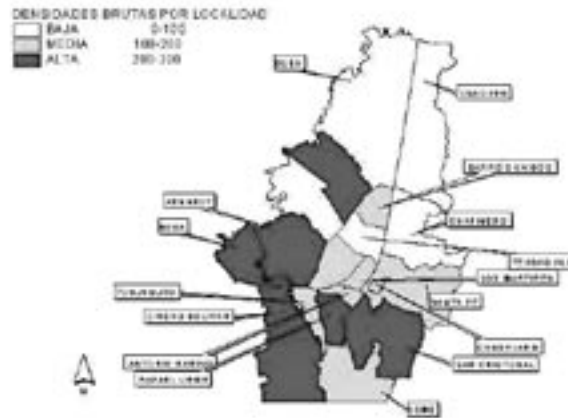 DENSIDADES BRUTAS POR LOCALIDAD
BAJA 0-100
MEDIA 100-200
ALTA 200-300
SUBA
USAQUEN
BARRIOS UNIDOS
CHAPINERO
BOSA
TEUSAQUILLO
LOS MARTIRES
SANTA FE
TUNJUELITO
CIUDAD BOLIVAR
CANDELARIA
ANTONIO NARIÑO
SAN CRISTOBAL
RAFAEL URIBE
USME
N